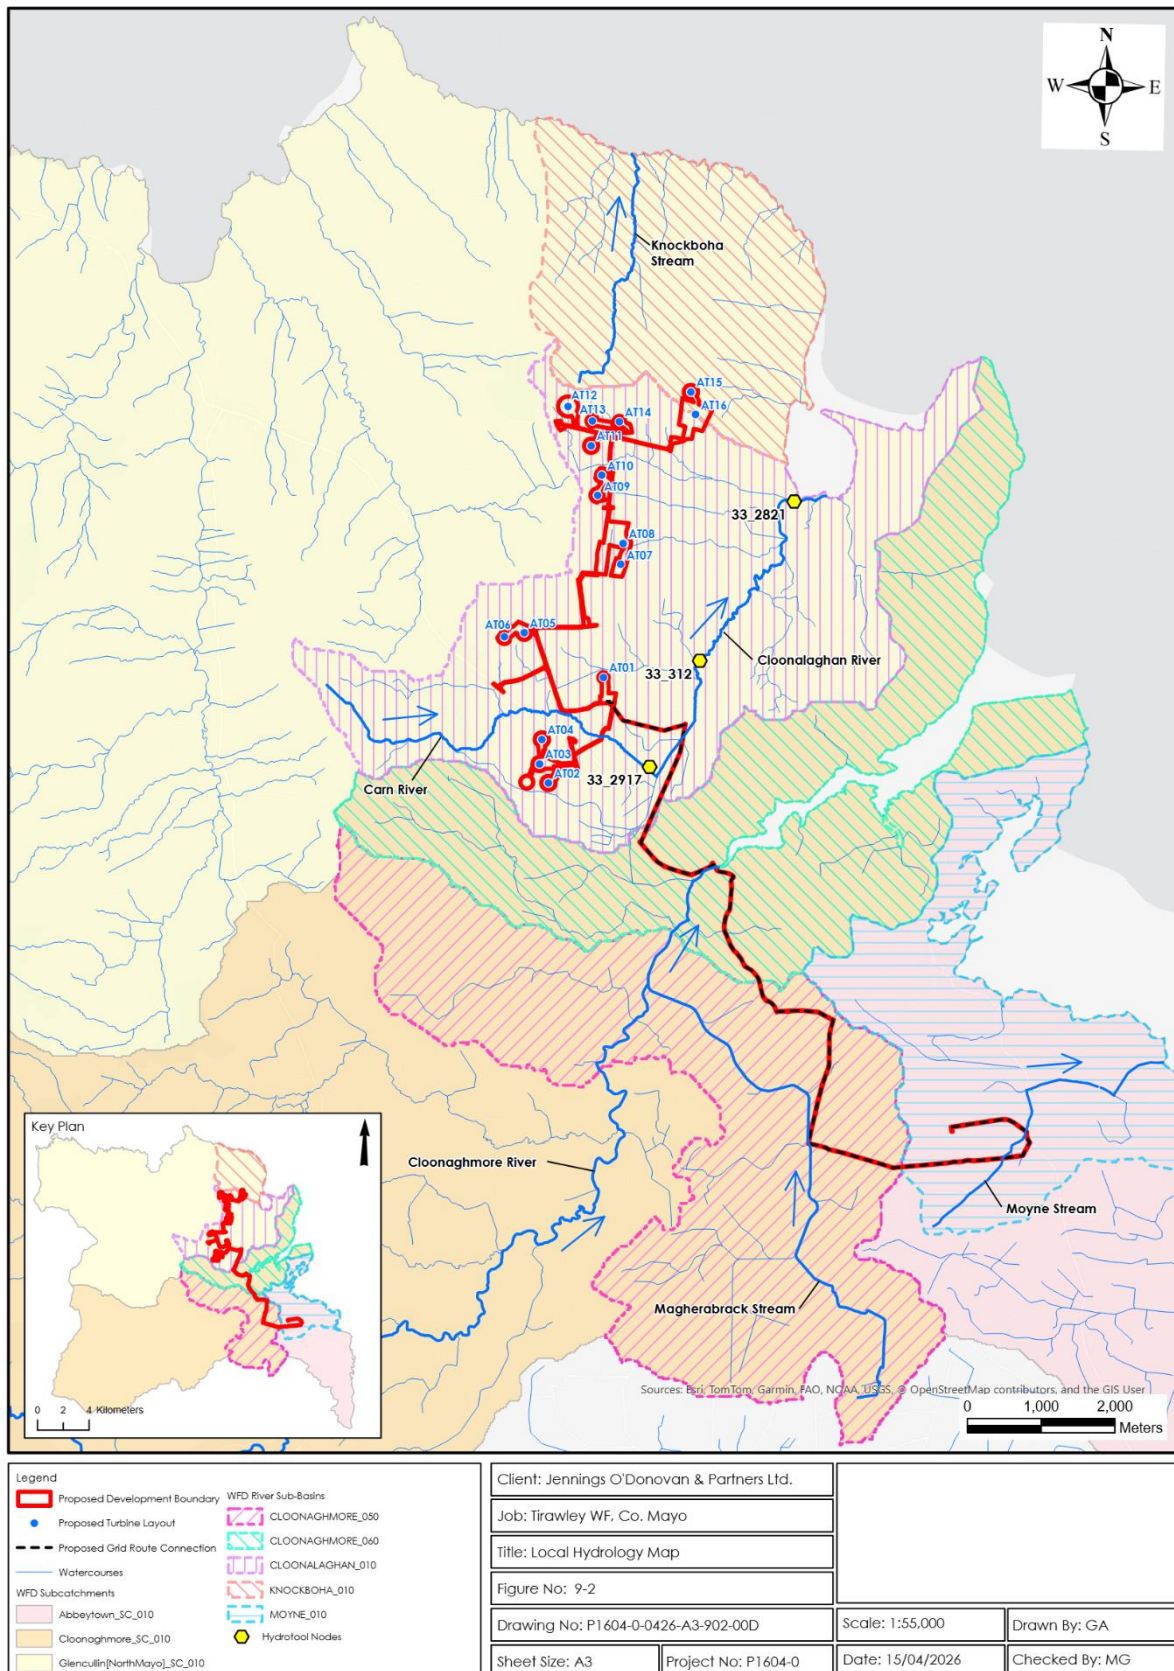 N
W
E
S
Knockboha
Stream
AT15
AT12
AT16
AT13
AT14
AT11
AT10
AT09
33_2821
AT08
AT07
AT06
AT05
Cloonalaghan River
33_312
AT01
AT04
AT03
33_2917
AT02
Carn River
Key Plan
Cloonaghmore River
Moyne Stream
Magherabrack Stream
0 2 4 Kilometers
Sources: Esri, TomTom, Garmin, FAO, NOAA, USGS, © OpenStreetMap contributors, and the GIS User
0 1,000 2,000
Meters
Legend
Proposed Development Boundary
Proposed Turbine Layout
Proposed Grid Route Connection
Watercourses
WFD Subcatchments
Abbeytown_SC_010
Cloonaghmore_SC_010
Glencullin[NorthMayo]_SC_010
WFD River Sub-Basins
CLOONAGHMORE_050
CLOONAGHMORE_060
CLOONALAGHAN_010
KNOCKBOHA_010
MOYNE_010
Hydrotool Nodes
Client: Jennings O'Donovan & Partners Ltd.
Job: Tirawley WF, Co. Mayo
Title: Local Hydrology Map
Figure No: 9-2
Drawing No: P1604-0-0426-A3-902-00D
Scale: 1:55,000
Drawn By: GA
Sheet Size: A3
Project No: P1604-0
Date: 15/04/2026
Checked By: MG